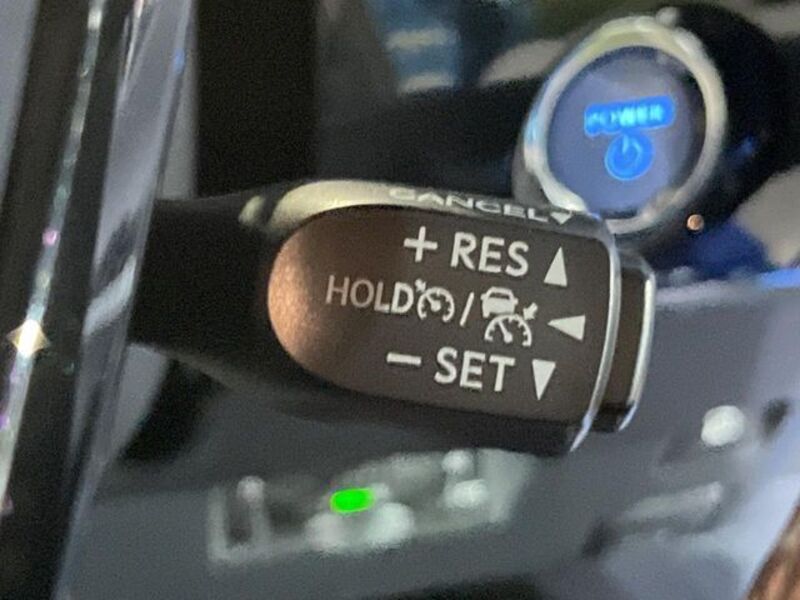 POWER
CANCEL
+ RES
HOLD /
− SET